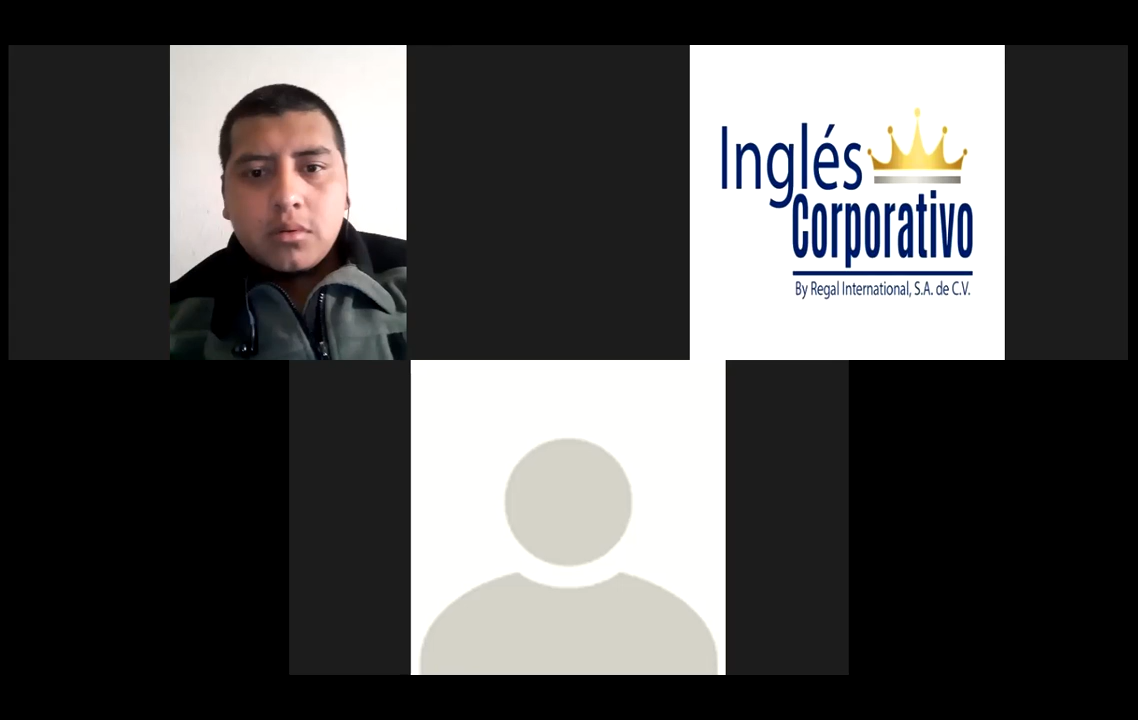 Inglés
Corporativo
By Regal International, S.A. de C.V.